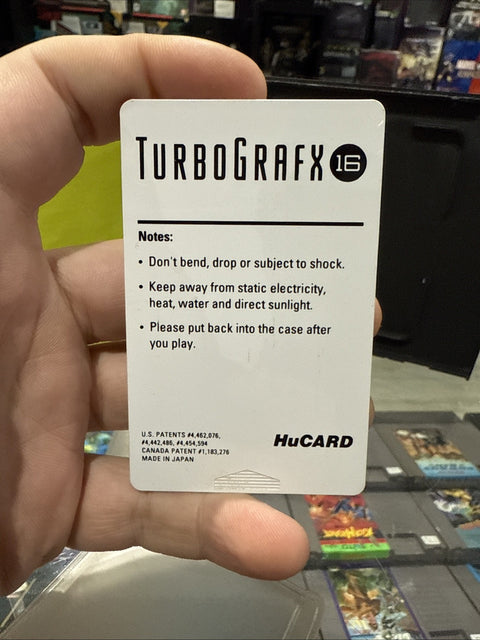 TURBOGRAFX 16
Notes:
• Don't bend, drop or subject to shock.
• Keep away from static electricity,
heat, water and direct sunlight.
• Please put back into the case after
you play.
U.S. PATENTS #4,462,076,
#4,442,486, #4,454,594
CANADA PATENT #1,183,276
MADE IN JAPAN
HuCARD